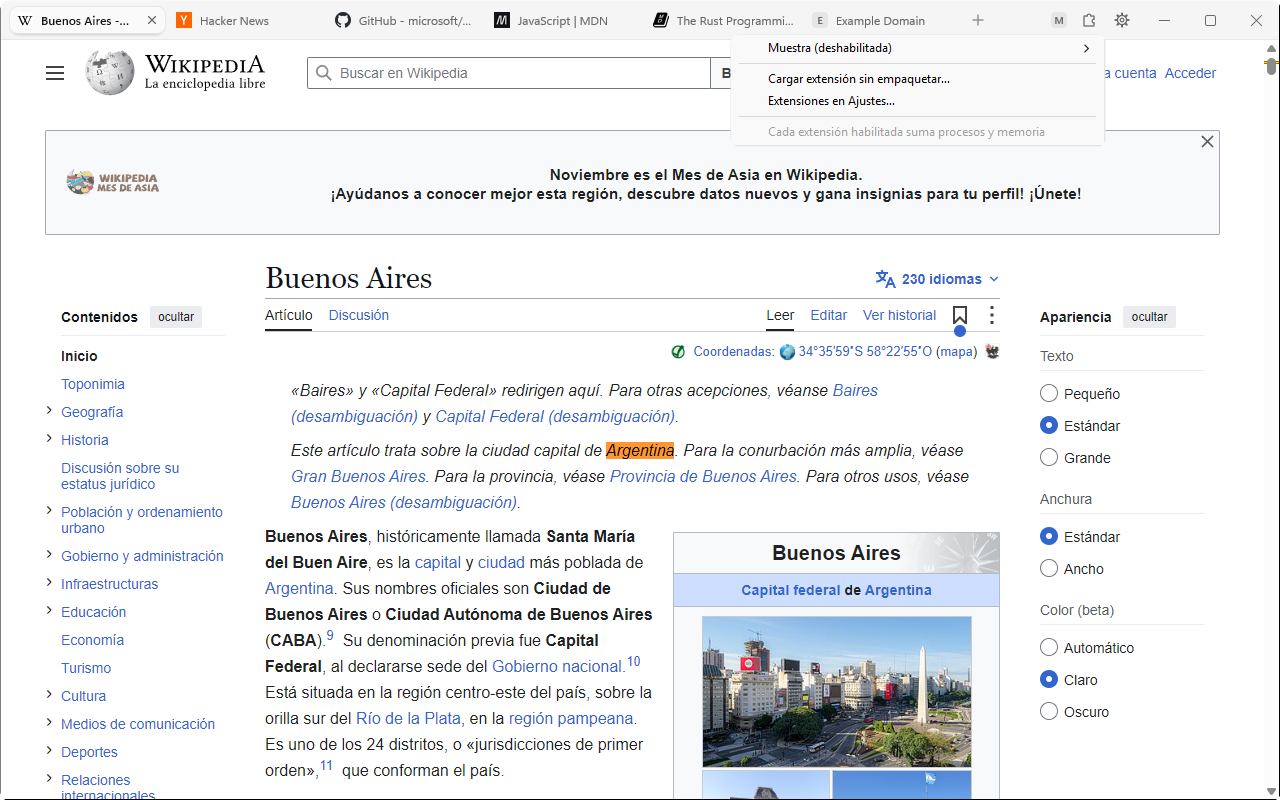 Buenos Aires -...
Hacker News
GitHub - microsoft/...
JavaScript | MDN
The Rust Programmi...
E Example Domain
M
Muestra (deshabilitada)
Cargar extensión sin empaquetar...
Extensiones en Ajustes...
Cada extensión habilitada suma procesos y memoria
WIKIPEDIA
La enciclopedia libre
Buscar en Wikipedia
B
a cuenta Acceder
WIKIPEDIA
MES DE ASIA
Noviembre es el Mes de Asia en Wikipedia.
¡Ayúdanos a conocer mejor esta región, descubre datos nuevos y gana insignias para tu perfil! ¡Únete!
Buenos Aires
230 idiomas
Artículo Discusión
Leer Editar Ver historial
Coordenadas: 34°35′59″S 58°22′55″O (mapa)
Contenidos ocultar
Inicio
Toponimia
Geografía
Historia
Discusión sobre su
estatus jurídico
Población y ordenamiento
urbano
Gobierno y administración
Infraestructuras
Educación
Economía
Turismo
Cultura
Medios de comunicación
Deportes
Relaciones
internacionales
«Baires» y «Capital Federal» redirigen aquí. Para otras acepciones, véanse Baires
(desambiguación) y Capital Federal (desambiguación).
Este artículo trata sobre la ciudad capital de Argentina. Para la conurbación más amplia, véase
Gran Buenos Aires. Para la provincia, véase Provincia de Buenos Aires. Para otros usos, véase
Buenos Aires (desambiguación).
Buenos Aires, históricamente llamada Santa María
del Buen Aire, es la capital y ciudad más poblada de
Argentina. Sus nombres oficiales son Ciudad de
Buenos Aires o Ciudad Autónoma de Buenos Aires
(CABA).9 Su denominación previa fue Capital
Federal, al declararse sede del Gobierno nacional.10
Está situada en la región centro-este del país, sobre la
orilla sur del Río de la Plata, en la región pampeana.
Es uno de los 24 distritos, o «jurisdicciones de primer
orden»,11 que conforman el país.
Buenos Aires
Capital federal de Argentina
Apariencia ocultar
Texto
Pequeño
Estándar
Grande
Anchura
Estándar
Ancho
Color (beta)
Automático
Claro
Oscuro